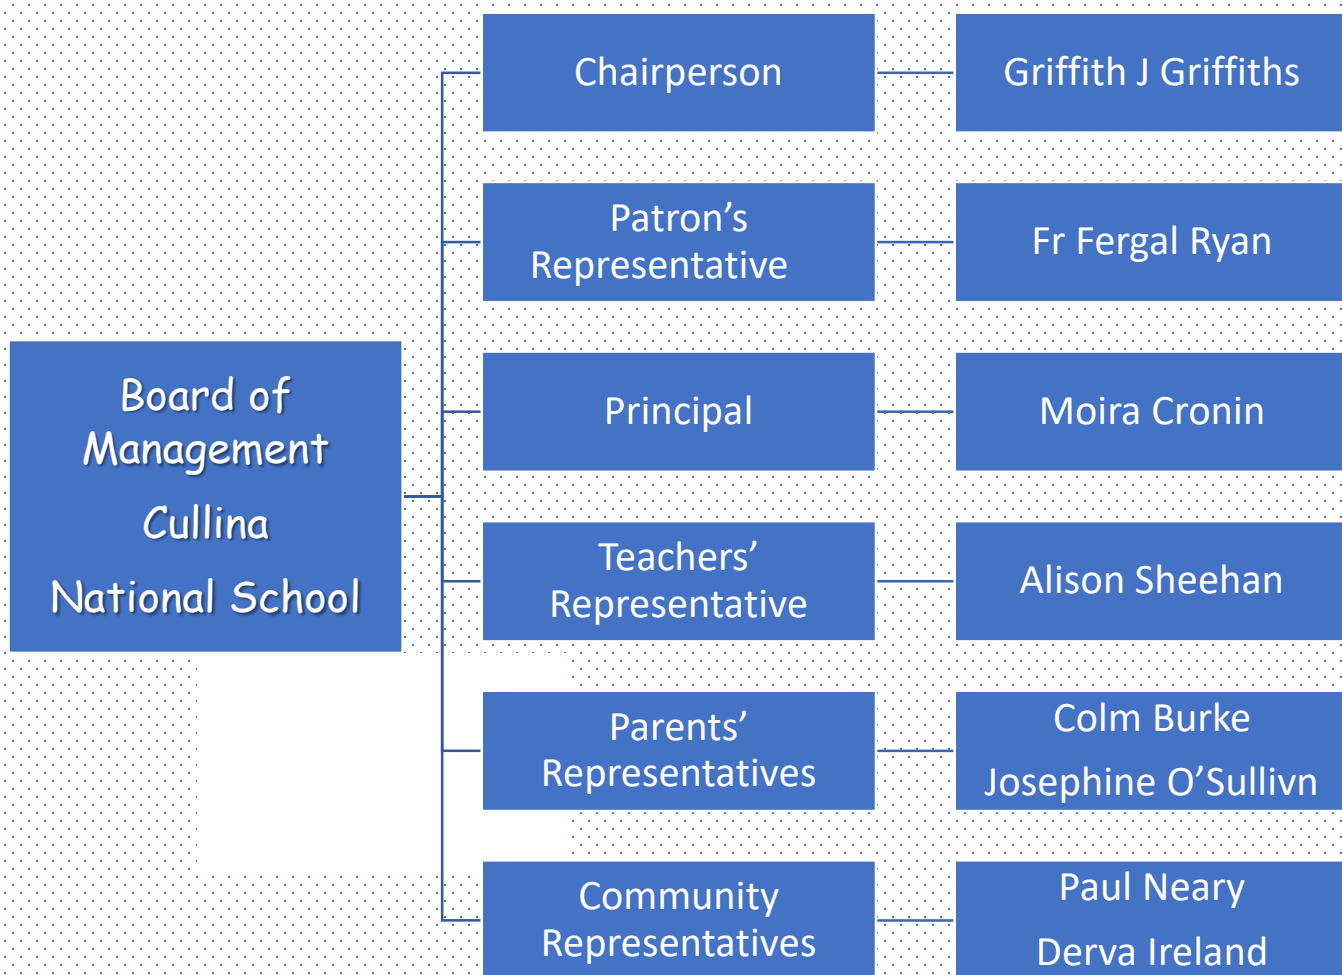 Board of
Management
Cullina
National School
Chairperson
Griffith J Griffiths
Patron’s
Representative
Fr Fergal Ryan
Principal
Moira Cronin
Teachers’
Representative
Alison Sheehan
Parents’
Representatives
Colm Burke
Josephine O’Sullivn
Community
Representatives
Paul Neary
Derva Ireland